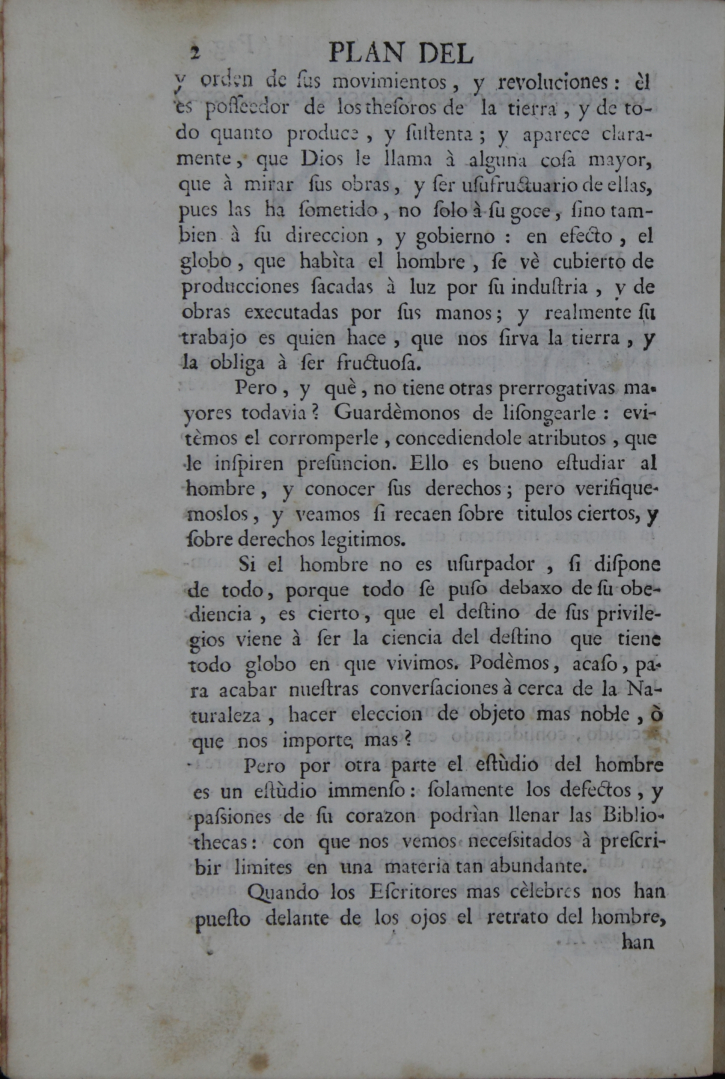 2 PLAN DEL
y orden de ſus movimientos, y revoluciones: èl
es poſſeedor de los theſoros de la tierra, y de to-
do quanto produce, y ſuſtenta; y aparece clara-
mente, que Dios le llama à alguna coſa mayor,
que à mirar ſus obras, y ſer uſufructuario de ellas,
pues las ha ſometido, no ſolo à ſu goce, ſino tam-
bien à ſu direccion, y gobierno: en efecto, el
globo, que habìta el hombre, ſe vè cubierto de
producciones ſacadas à luz por ſu induſtria, y de
obras executadas por ſus manos; y realmente ſu
trabajo es quien hace, que nos ſirva la tierra, y
la obliga à ſer fructuoſa.
Pero, y què, no tiene otras prerrogativas ma-
yores todavia? Guardèmonos de liſongearle: evi-
tèmos el corromperle, concediendole atributos, que
le inſpiren preſuncion. Ello es bueno eſtudiar al
hombre, y conocer ſus derechos; pero verifique-
moslos, y veamos ſi recaen ſobre titulos ciertos, y
ſobre derechos legitimos.
Si el hombre no es uſurpador, ſi diſpone
de todo, porque todo ſe puſo debaxo de ſu obe-
diencia, es cierto, que el deſtino de ſus privile-
gios viene à ſer la ciencia del deſtino que tiene
todo globo en que vivimos. Podèmos, acaſo, pa-
ra acabar nueſtras converſaciones à cerca de la Na-
turaleza, hacer eleccion de objeto mas noble, ò
que nos importe mas?
Pero por otra parte el eſtùdio del hombre
es un eſtùdio immenſo: ſolamente los defectos, y
paſsiones de ſu corazon podrìan llenar las Biblio-
thecas: con que nos vemos neceſsitados à preſcri-
bir limites en una materia tan abundante.
Quando los Eſcritores mas cèlebres nos han
pueſto delante de los ojos el retrato del hombre,
han